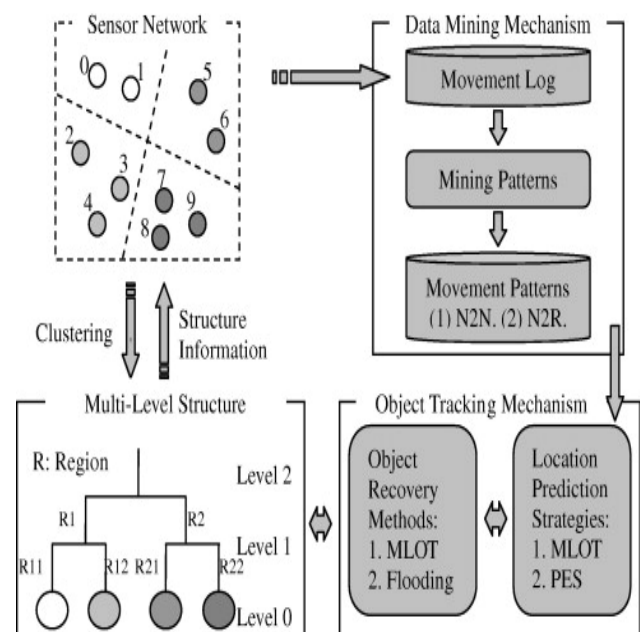 Sensor Network
0
1
5
2
6
3
7
4
8
9
Clustering
Structure
Information
Data Mining Mechanism
Movement Log
Mining Patterns
Movement Patterns
(1) N2N. (2) N2R.
Multi-Level Structure
R: Region
Level 2
R1
R2
Level 1
R11
R12
R21
R22
Level 0
Object Tracking Mechanism
Object
Recovery
Methods:
1. MLOT
2. Flooding
Location
Prediction
Strategies:
1. MLOT
2. PES